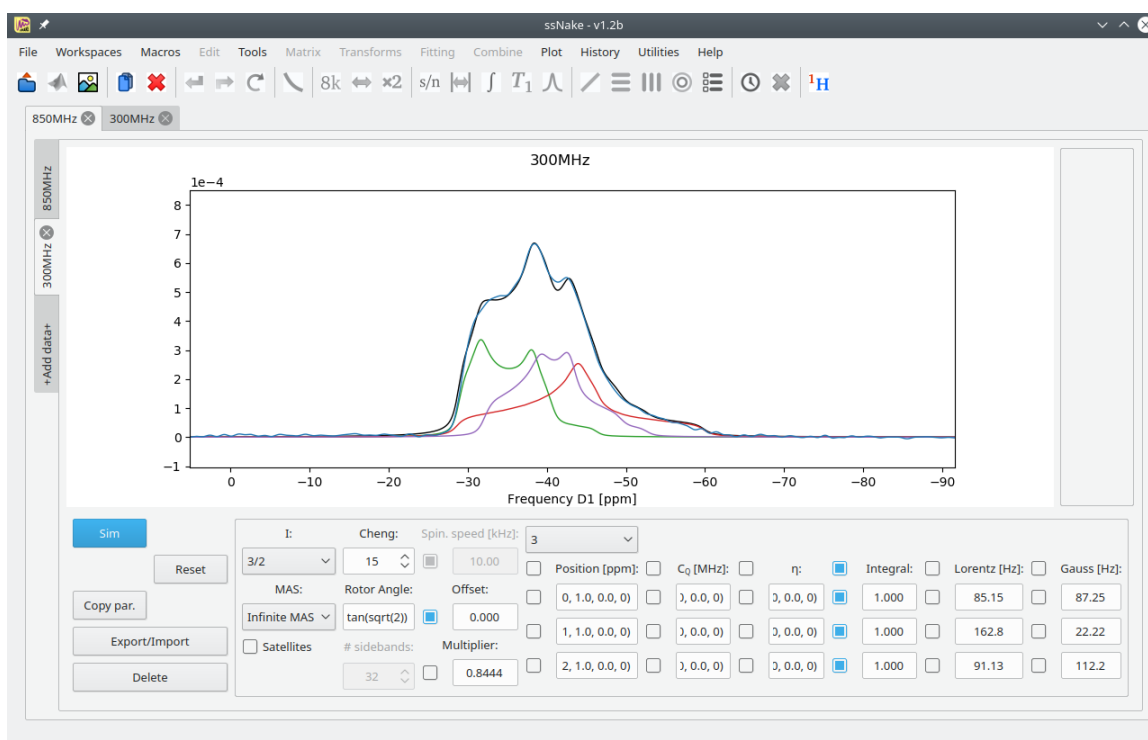 ssNake - v1.2b
File Workspaces Macros Edit Tools Matrix Transforms Fitting Combine Plot History Utilities Help
8k x2 s/n T1 1H
850MHz 300MHz
850MHz
300MHz
+Add data+
300MHz
1e−4
8
7
6
5
4
3
2
1
0
−1
0 −10 −20 −30 −40 −50 −60 −70 −80 −90
Frequency D1 [ppm]
Sim
Reset
Copy par.
Export/Import
Delete
I: Cheng: Spin. speed [kHz]: 3
3/2 15 10.00
MAS: Rotor Angle: Offset:
Infinite MAS tan(sqrt(2)) 0.000
Satellites # sidebands: Multiplier:
32 0.8444
Position [ppm]: CQ [MHz]: η: Integral: Lorentz [Hz]: Gauss [Hz]:
0, 1.0, 0.0, 0) ), 0.0, 0) ), 0.0, 0) 1.000 85.15 87.25
1, 1.0, 0.0, 0) ), 0.0, 0) ), 0.0, 0) 1.000 162.8 22.22
2, 1.0, 0.0, 0) ), 0.0, 0) ), 0.0, 0) 1.000 91.13 112.2